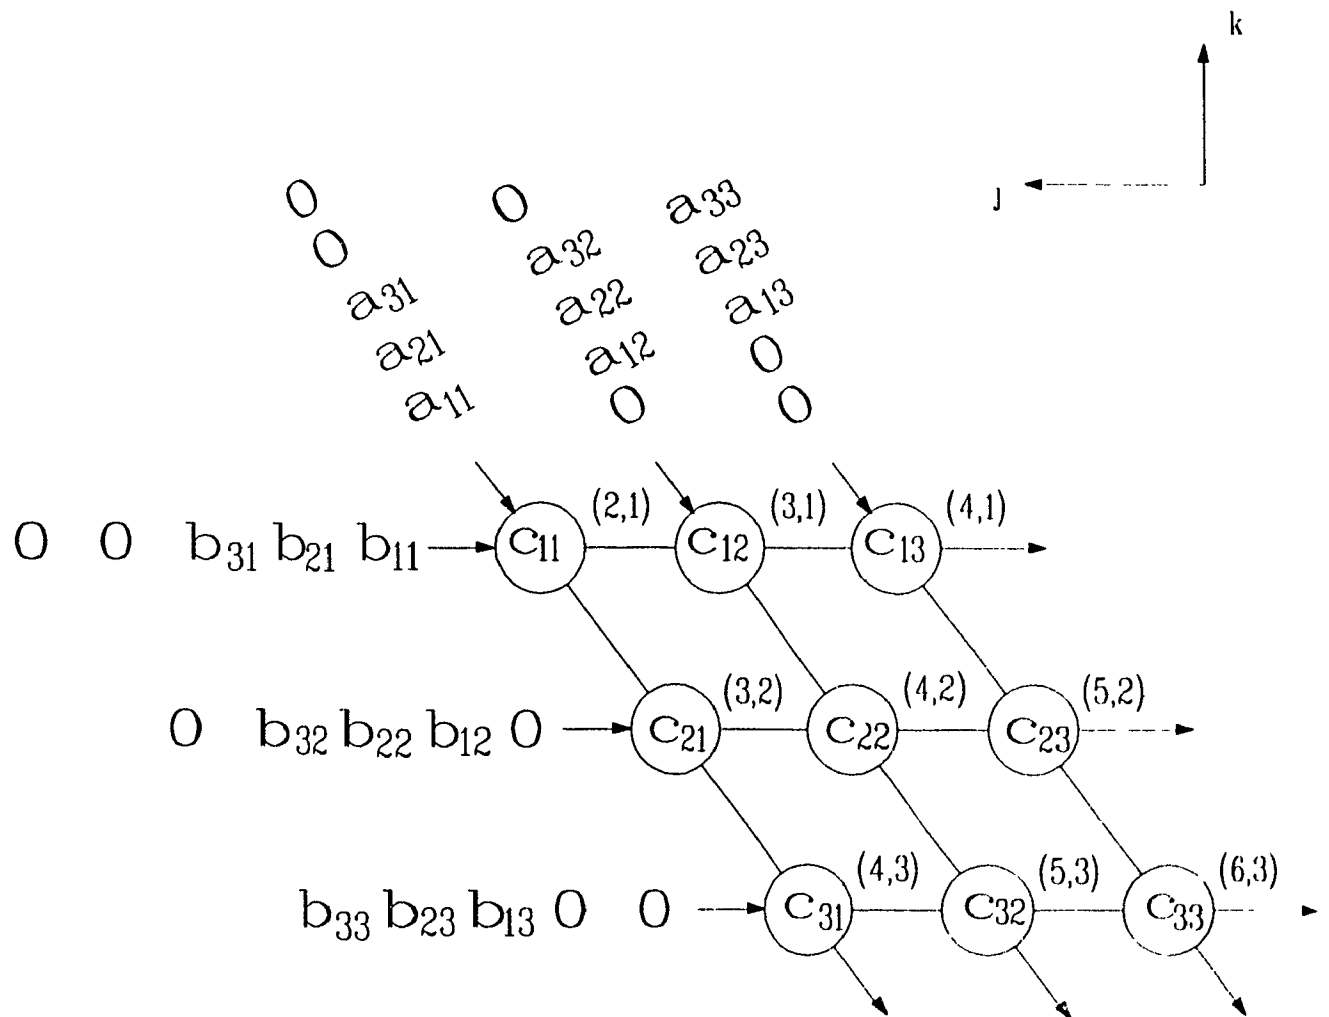 k
J
0 0 a33
0 a32 a23
a31 a22 a13
a21 a12 0
a11 0 0
(2,1) (3,1) (4,1)
0 0 b31 b21 b11 c11 c12 c13
(3,2) (4,2) (5,2)
0 b32 b22 b12 0 c21 c22 c23
(4,3) (5,3) (6,3)
b33 b23 b13 0 0 c31 c32 c33